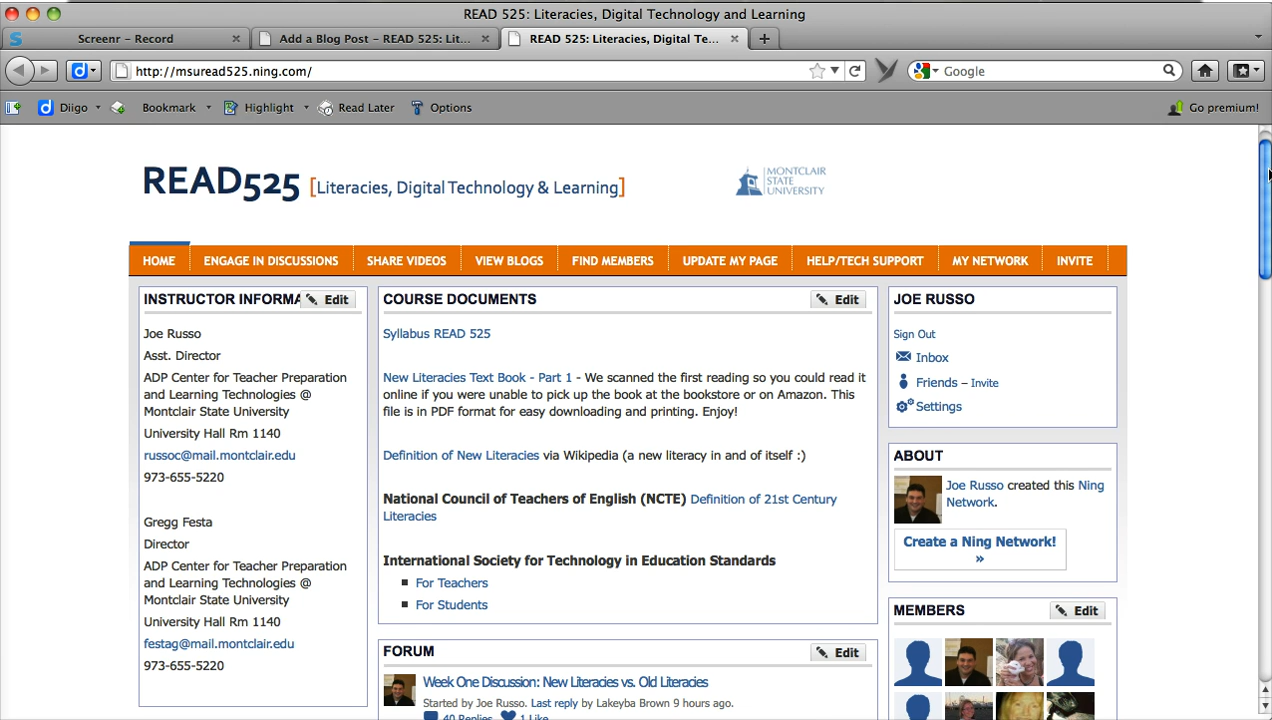 READ 525: Literacies, Digital Technology and Learning
Screenr – Record
Add a Blog Post – READ 525: Lit...
READ 525: Literacies, Digital Te...
http://msuread525.ning.com/
Google
Diigo
Bookmark
Highlight
Read Later
Options
Go premium!
READ525 [Literacies, Digital Technology & Learning]
MONTCLAIR
STATE
UNIVERSITY
HOME
ENGAGE IN DISCUSSIONS
SHARE VIDEOS
VIEW BLOGS
FIND MEMBERS
UPDATE MY PAGE
HELP/TECH SUPPORT
MY NETWORK
INVITE
INSTRUCTOR INFORMA
Edit
Joe Russo
Asst. Director
ADP Center for Teacher Preparation
and Learning Technologies @
Montclair State University
University Hall Rm 1140
russoc@mail.montclair.edu
973-655-5220
Gregg Festa
Director
ADP Center for Teacher Preparation
and Learning Technologies @
Montclair State University
University Hall Rm 1140
festag@mail.montclair.edu
973-655-5220
COURSE DOCUMENTS
Edit
Syllabus READ 525
New Literacies Text Book - Part 1 - We scanned the first reading so you could read it
online if you were unable to pick up the book at the bookstore or on Amazon. This
file is in PDF format for easy downloading and printing. Enjoy!
Definition of New Literacies via Wikipedia (a new literacy in and of itself :)
National Council of Teachers of English (NCTE) Definition of 21st Century
Literacies
International Society for Technology in Education Standards
For Teachers
For Students
FORUM
Edit
Week One Discussion: New Literacies vs. Old Literacies
Started by Joe Russo. Last reply by Lakeyba Brown 9 hours ago.
40 Replies
1 Like
JOE RUSSO
Sign Out
Inbox
Friends – Invite
Settings
ABOUT
Joe Russo created this Ning
Network.
Create a Ning Network!
»
MEMBERS
Edit